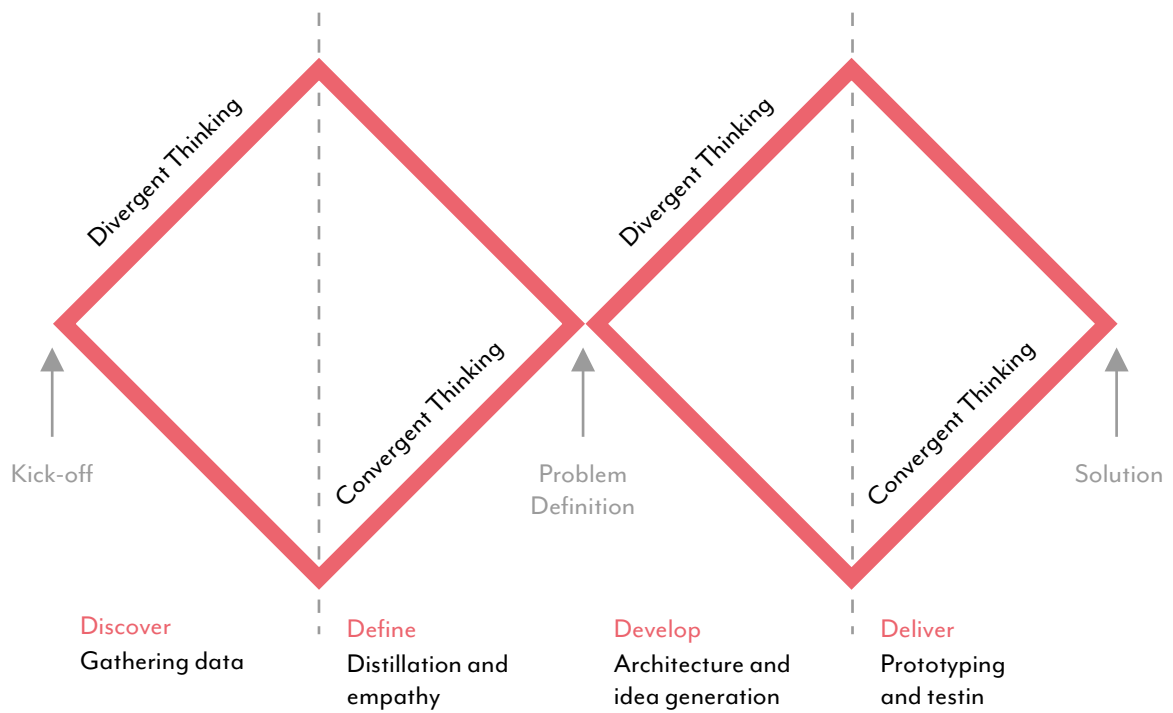 Divergent Thinking
Divergent Thinking
Convergent Thinking
Convergent Thinking
Kick-off
Problem
Definition
Solution
Discover
Gathering data
Define
Distillation and
empathy
Develop
Architecture and
idea generation
Deliver
Prototyping
and testin